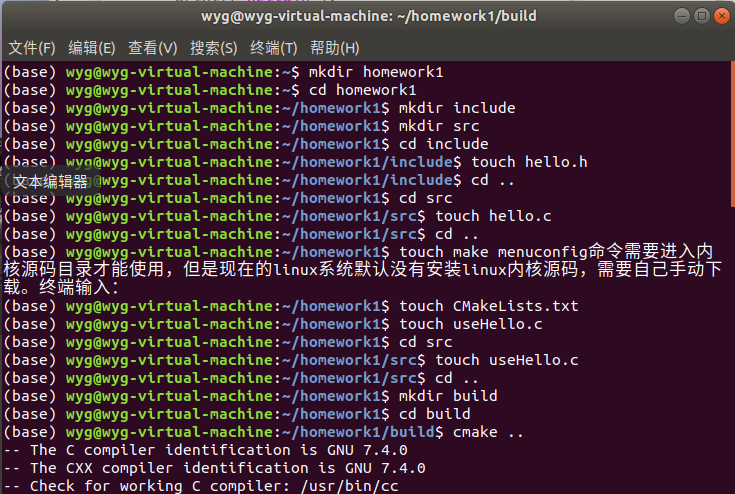 wyg@wyg-virtual-machine: ~/homework1/build
文件(F) 编辑(E) 查看(V) 搜索(S) 终端(T) 帮助(H)
(base) wyg@wyg-virtual-machine:~$ mkdir homework1
(base) wyg@wyg-virtual-machine:~$ cd homework1
(base) wyg@wyg-virtual-machine:~/homework1$ mkdir include
(base) wyg@wyg-virtual-machine:~/homework1$ mkdir src
(base) wyg@wyg-virtual-machine:~/homework1$ cd include
(base) wyg@wyg-virtual-machine:~/homework1/include$ touch hello.h
文本编辑器
(base) wyg@wyg-virtual-machine:~/homework1/include$ cd ..
(base) wyg@wyg-virtual-machine:~/homework1$ cd src
(base) wyg@wyg-virtual-machine:~/homework1/src$ touch hello.c
(base) wyg@wyg-virtual-machine:~/homework1/src$ cd ..
(base) wyg@wyg-virtual-machine:~/homework1$ touch make menuconfig命令需要进入内
核源码目录才能使用，但是现在的linux系统默认没有安装linux内核源码，需要自己手动下
载。终端输入：
(base) wyg@wyg-virtual-machine:~/homework1$ touch CMakeLists.txt
(base) wyg@wyg-virtual-machine:~/homework1$ touch useHello.c
(base) wyg@wyg-virtual-machine:~/homework1$ cd src
(base) wyg@wyg-virtual-machine:~/homework1/src$ touch useHello.c
(base) wyg@wyg-virtual-machine:~/homework1/src$ cd ..
(base) wyg@wyg-virtual-machine:~/homework1$ mkdir build
(base) wyg@wyg-virtual-machine:~/homework1$ cd build
(base) wyg@wyg-virtual-machine:~/homework1/build$ cmake ..
-- The C compiler identification is GNU 7.4.0
-- The CXX compiler identification is GNU 7.4.0
-- Check for working C compiler: /usr/bin/cc